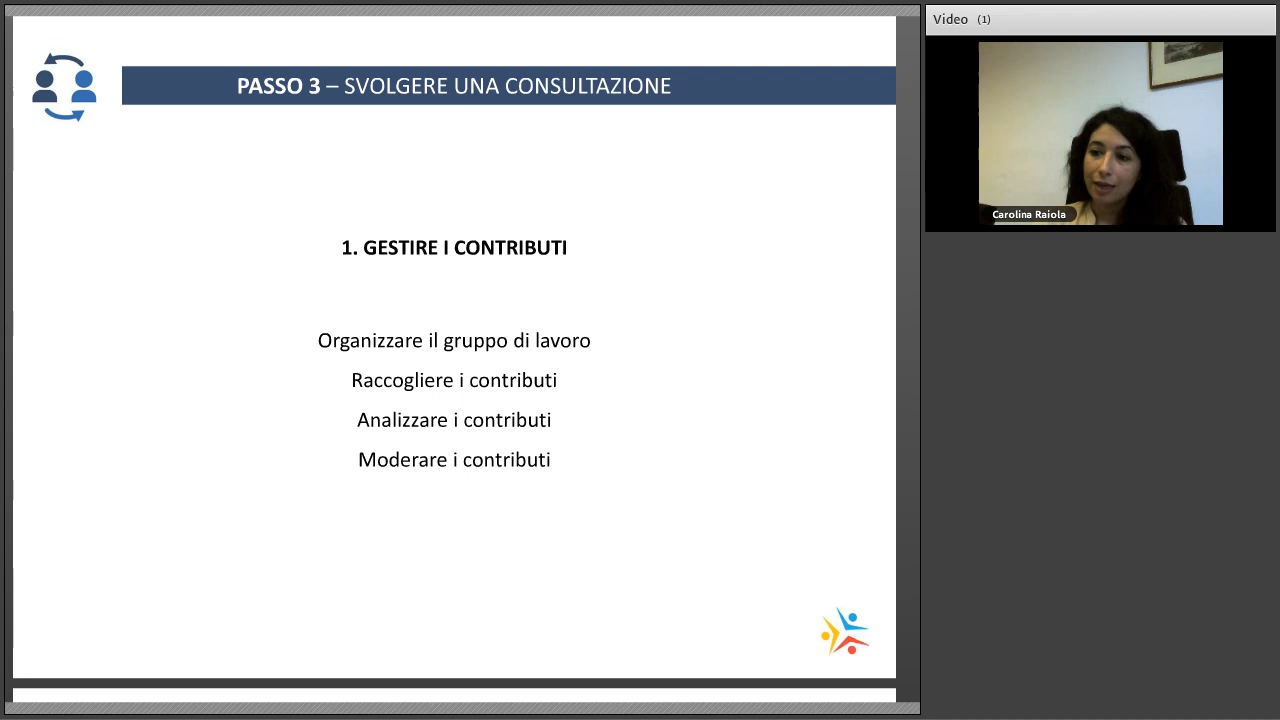 PASSO 3 – SVOLGERE UNA CONSULTAZIONE
1. GESTIRE I CONTRIBUTI
Organizzare il gruppo di lavoro
Raccogliere i contributi
Analizzare i contributi
Moderare i contributi
Video (1)
Carolina Raiola